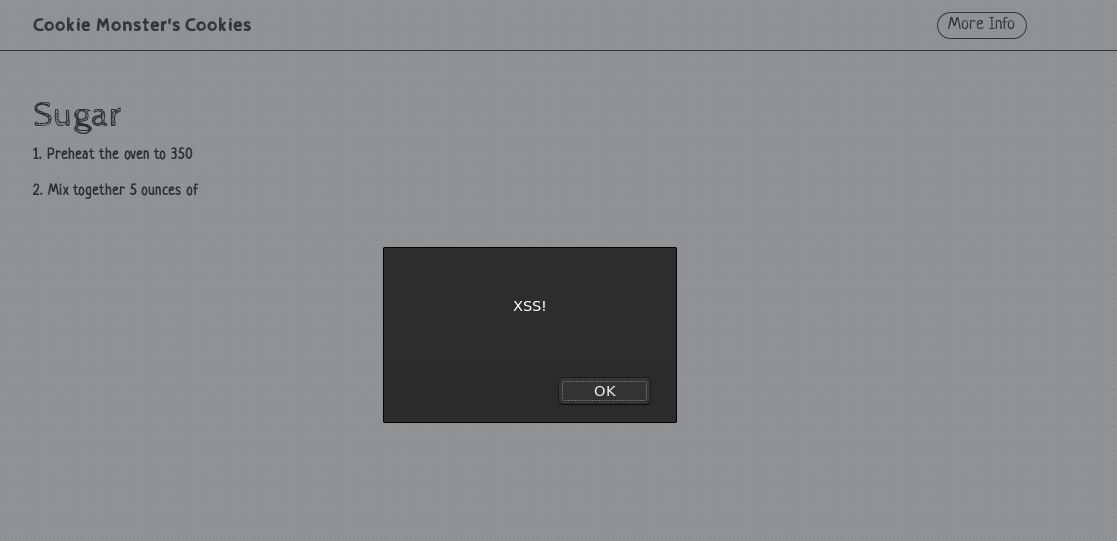 Cookie Monster's Cookies
More Info
Sugar
1. Preheat the oven to 350
2. Mix together 5 ounces of
XSS!
OK